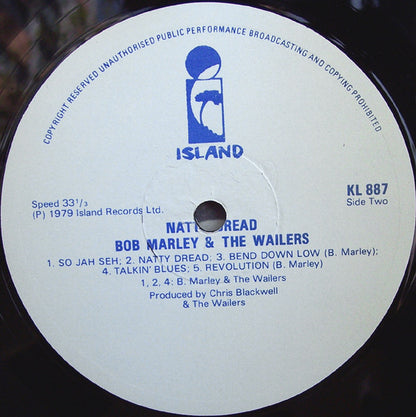 COPYRIGHT RESERVED UNAUTHORISED PUBLIC PERFORMANCE BROADCASTING AND COPYING PROHIBITED
ISLAND
Speed 33 1/3
(P) 1979 Island Records Ltd.
KL 887
Side Two
NATTY DREAD
BOB MARLEY & THE WAILERS
1. SO JAH SEH; 2. NATTY DREAD; 3. BEND DOWN LOW (B. Marley);
4. TALKIN' BLUES; 5. REVOLUTION (B. Marley)
1, 2, 4: B. Marley & The Wailers
Produced by Chris Blackwell
& The Wailers